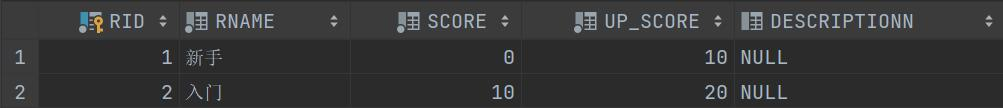 RID RNAME SCORE UP_SCORE DESCRIPTIONN
1 1 新手 0 10 NULL
2 2 入门 10 20 NULL